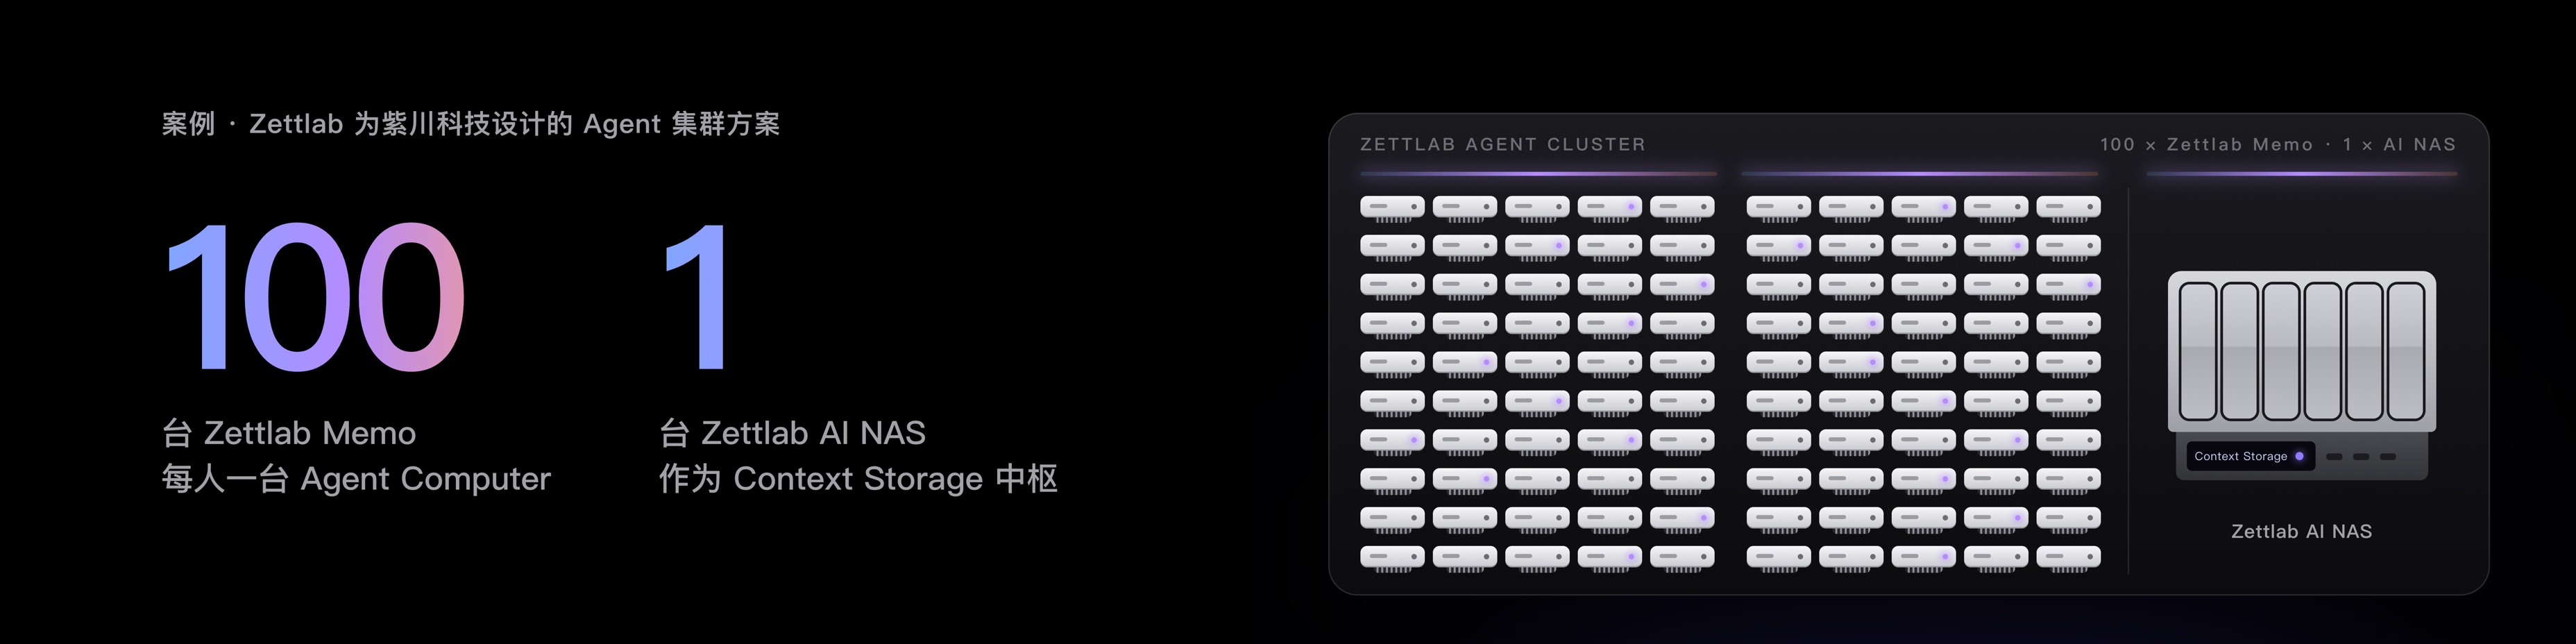 案例 · Zettlab 为紫川科技设计的 Agent 集群方案
100
台 Zettlab Memo
每人一台 Agent Computer
1
台 Zettlab AI NAS
作为 Context Storage 中枢
ZETTLAB AGENT CLUSTER
100 × Zettlab Memo · 1 × AI NAS
Context Storage
Zettlab AI NAS